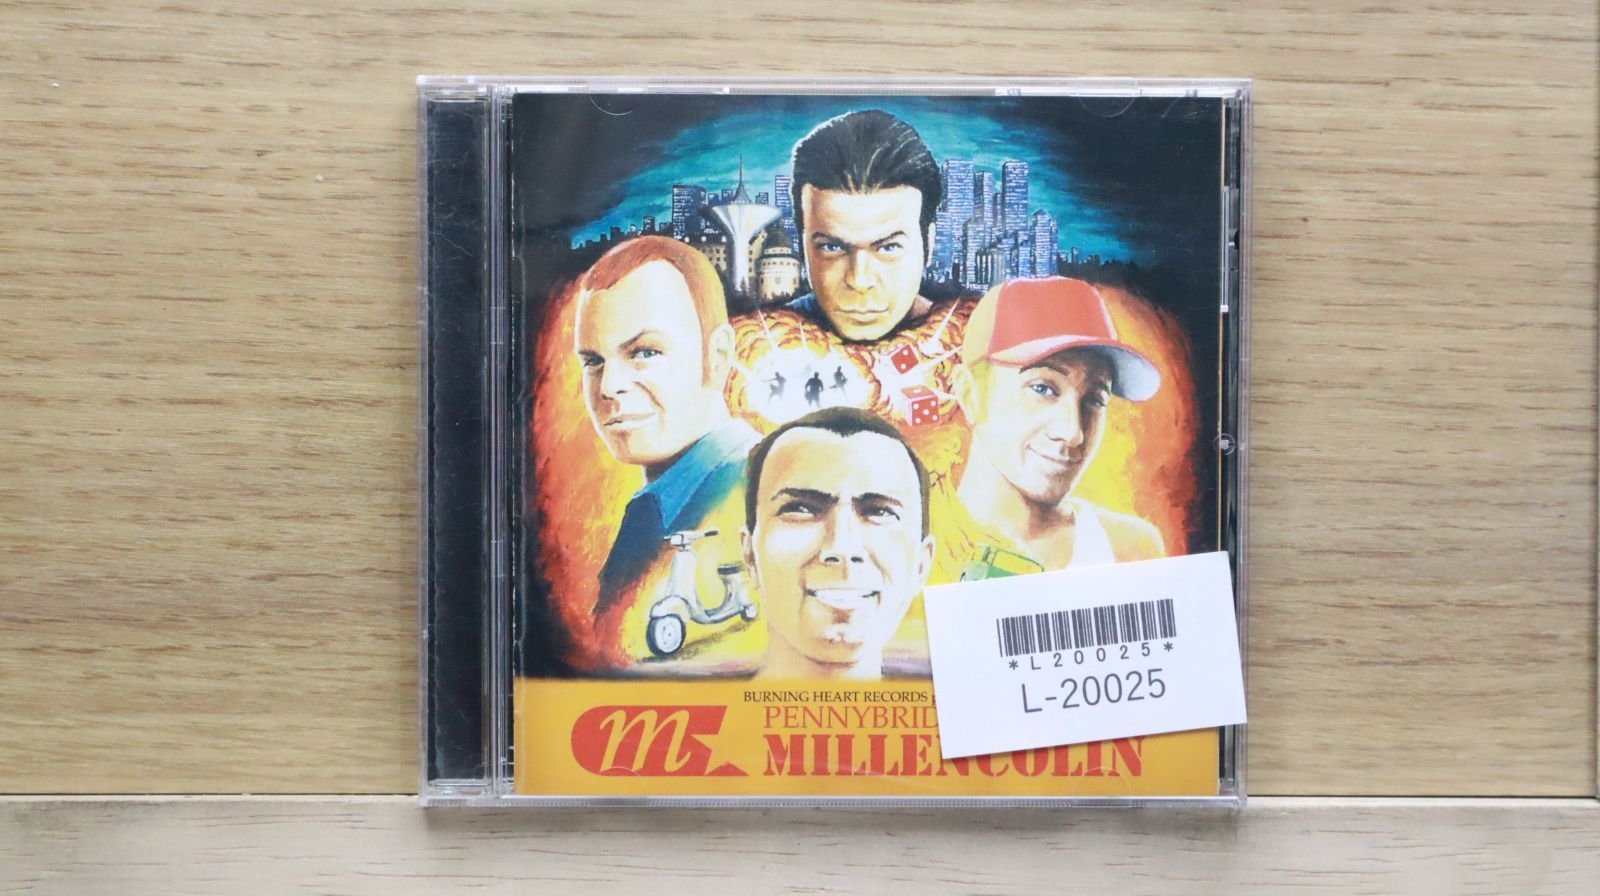 BURNING HEART RECORDS
PENNYBRID
MILLENCOLIN
m
*L20025*
L-20025